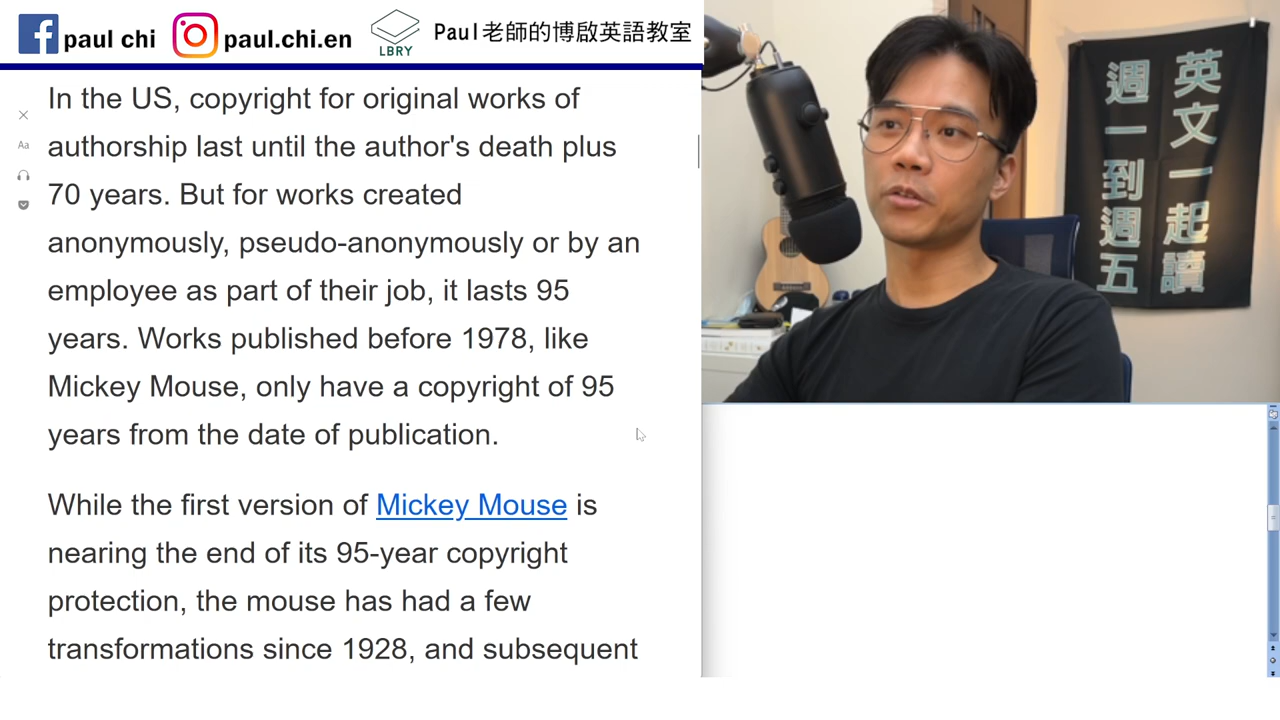 paul chi
paul.chi.en
LBRY
Paul老師的博啟英語教室
In the US, copyright for original works of
authorship last until the author's death plus
70 years. But for works created
anonymously, pseudo-anonymously or by an
employee as part of their job, it lasts 95
years. Works published before 1978, like
Mickey Mouse, only have a copyright of 95
years from the date of publication.
While the first version of Mickey Mouse is
nearing the end of its 95-year copyright
protection, the mouse has had a few
transformations since 1928, and subsequent
Aa
英文一起讀
週一到週五